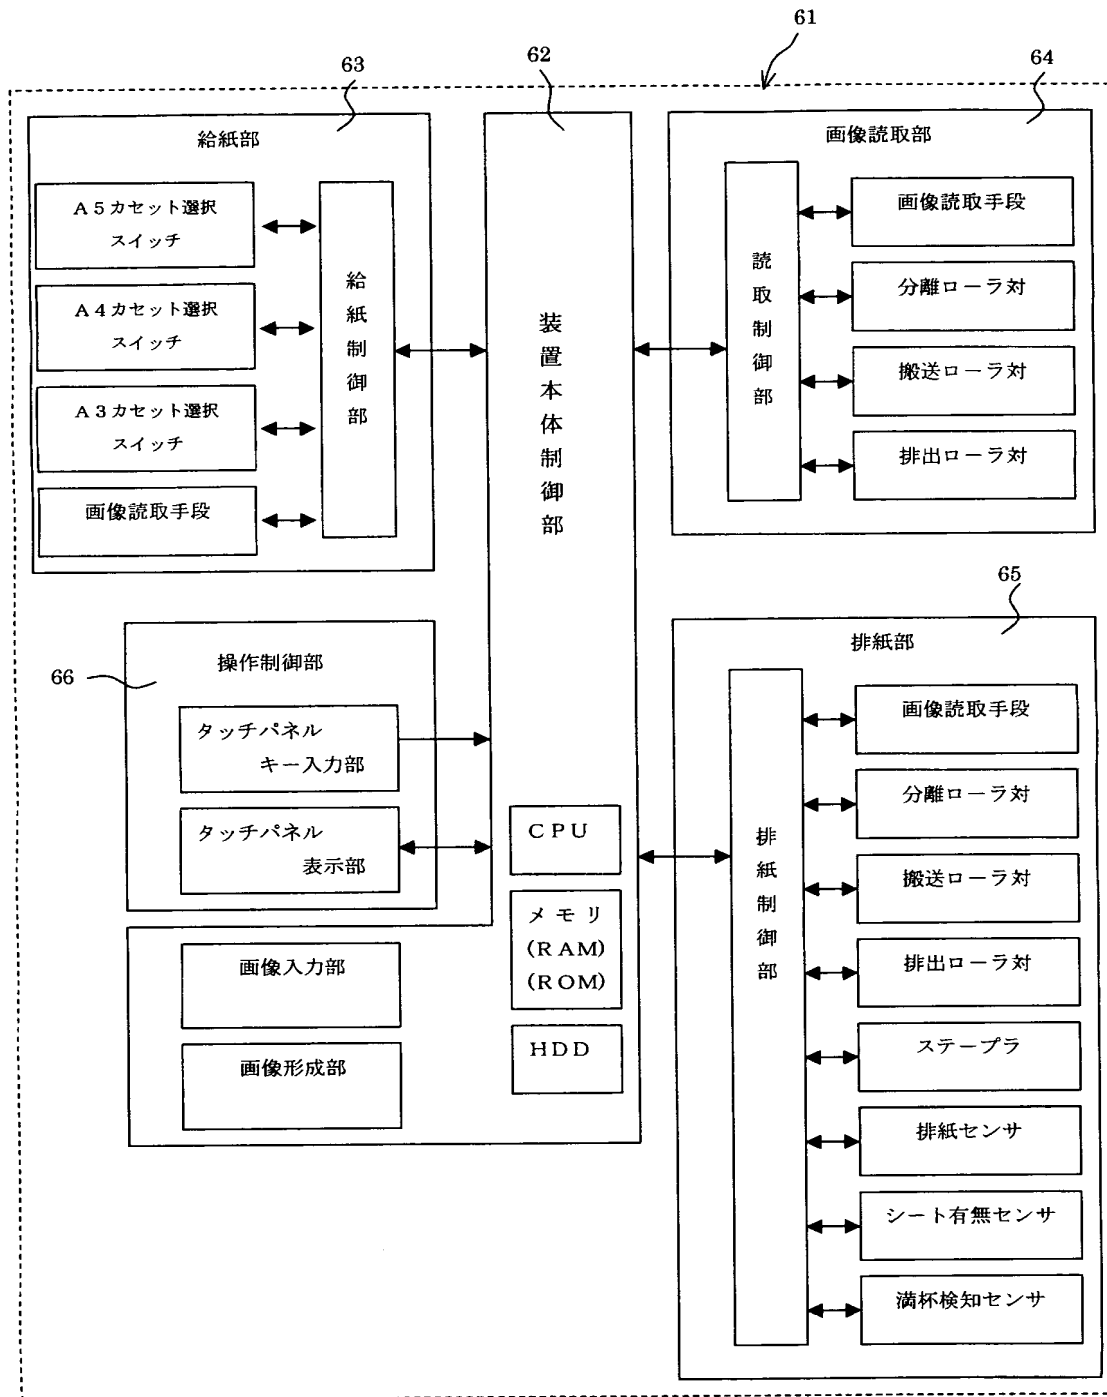 61
62
63
64
給紙部
A5カセット選択
スイッチ
A4カセット選択
スイッチ
A3カセット選択
スイッチ
画像読取手段
給紙制御部
装置本体制御部
画像読取部
読取制御部
画像読取手段
分離ローラ対
搬送ローラ対
排出ローラ対
66
操作制御部
タッチパネル
キー入力部
タッチパネル
表示部
画像入力部
画像形成部
CPU
メモリ
(RAM)
(ROM)
HDD
65
排紙部
排紙制御部
画像読取手段
分離ローラ対
搬送ローラ対
排出ローラ対
ステープラ
排紙センサ
シート有無センサ
満杯検知センサ